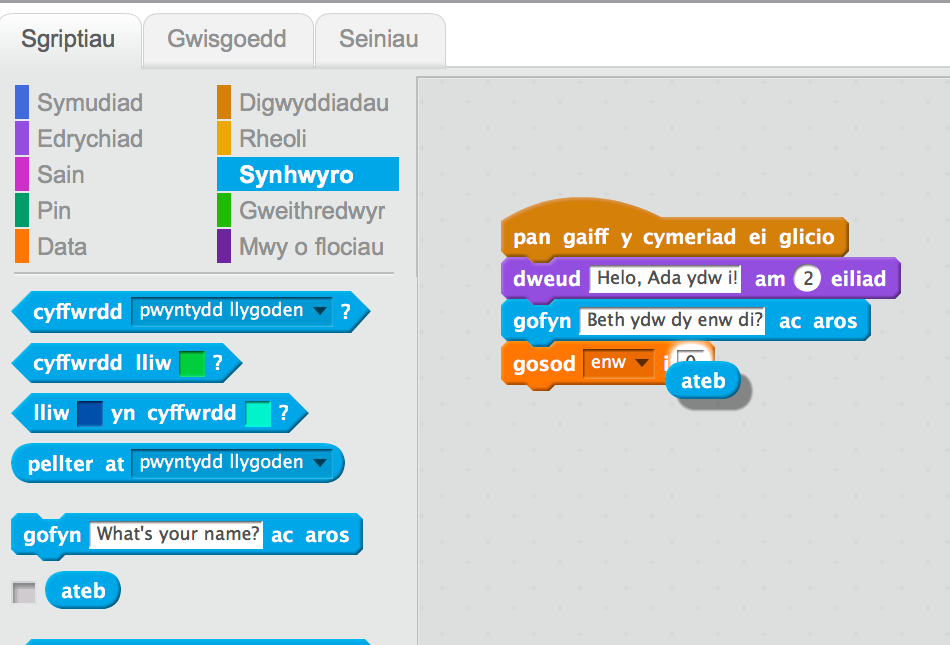 Sgriptiau Gwisgoedd Seiniau
Symudiad Digwyddiadau
Edrychiad Rheoli
Sain Synhwyro
Pin Gweithredwyr
Data Mwy o flociau
cyffwrdd pwyntydd llygoden ?
cyffwrdd lliw ?
lliw yn cyffwrdd ?
pellter at pwyntydd llygoden
gofyn What's your name? ac aros
ateb
pan gaiff y cymeriad ei glicio
dweud Helo, Ada ydw i! am 2 eiliad
gofyn Beth ydw dy enw di? ac aros
gosod enw i
ateb